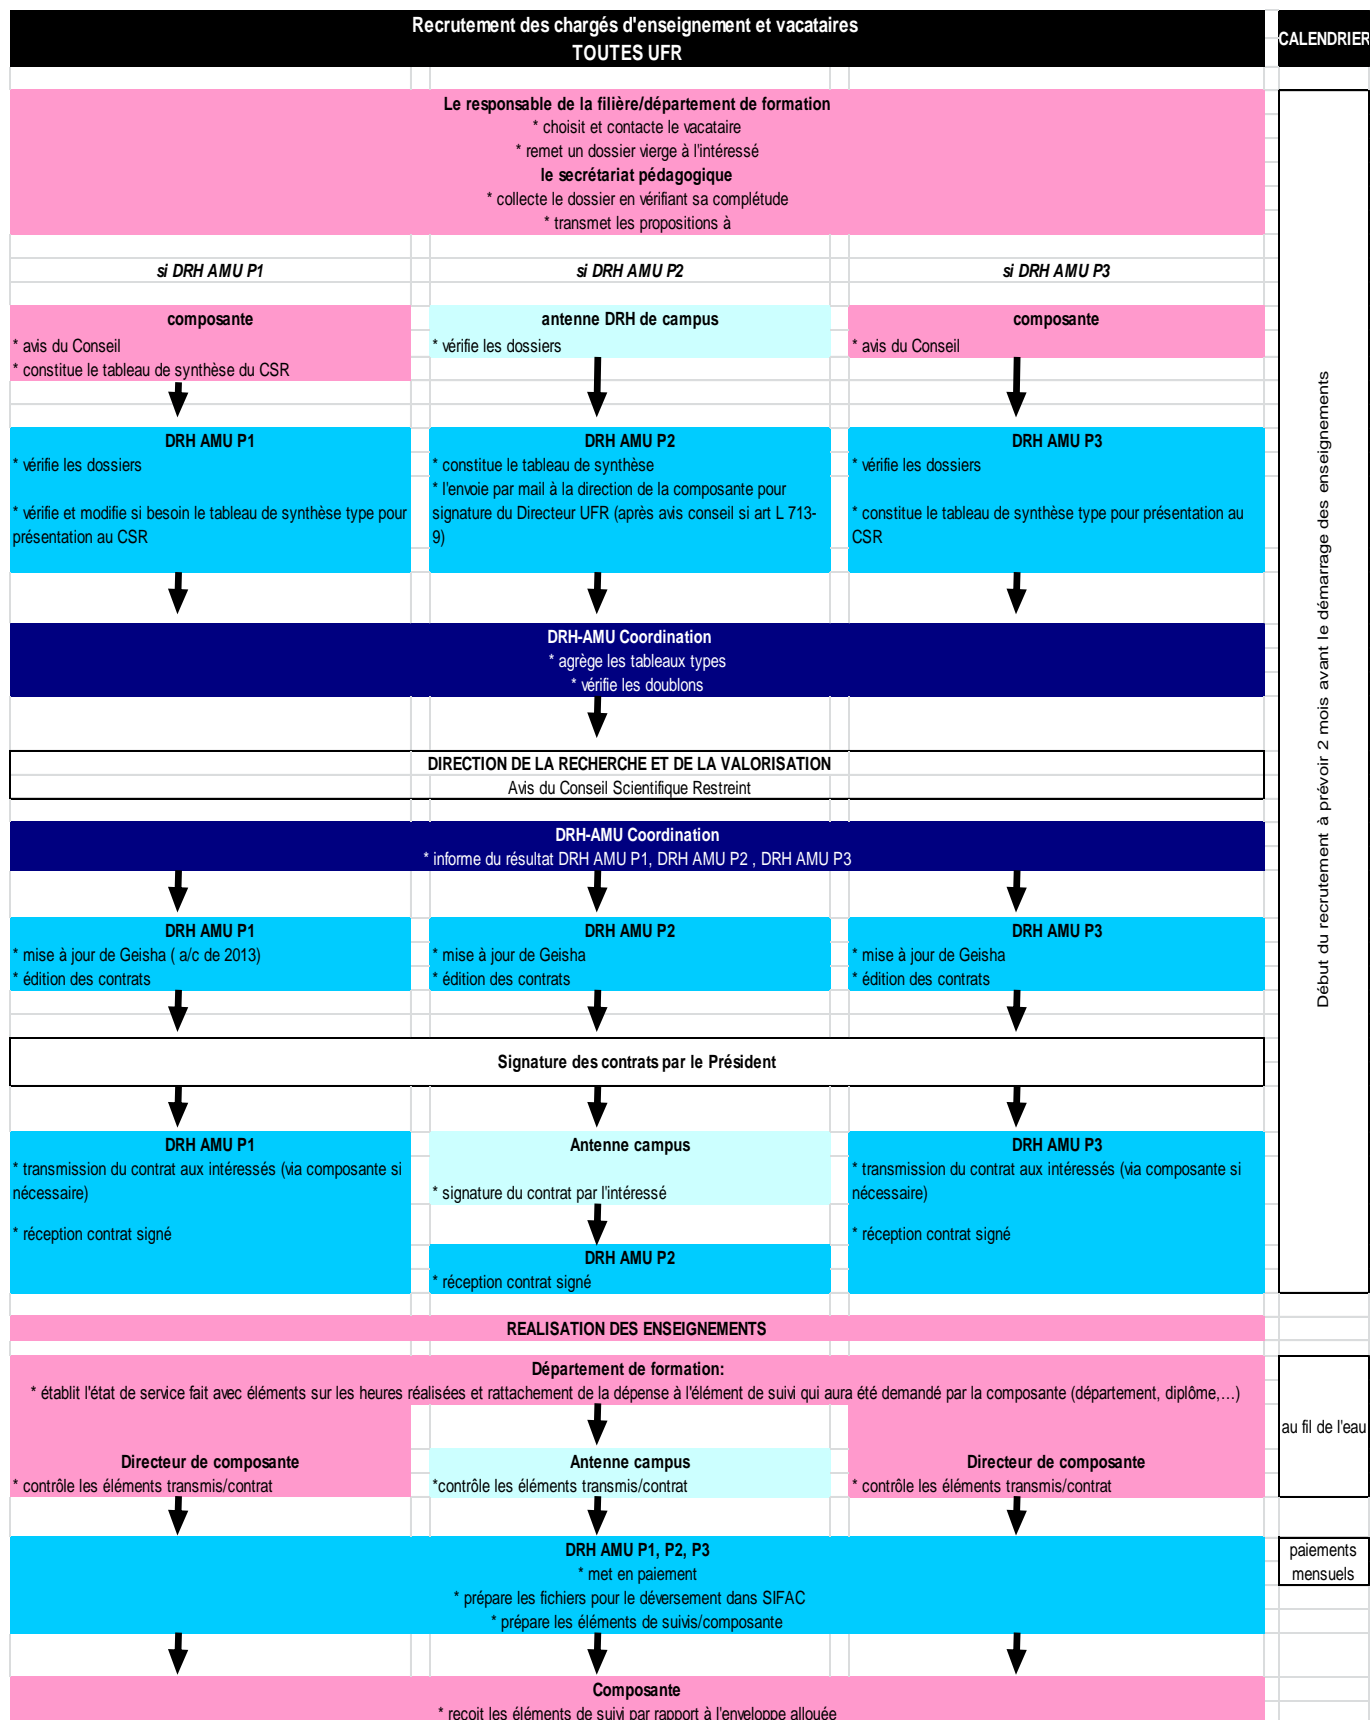 Recrutement des chargés d'enseignement et vacataires
TOUTES UFR
CALENDRIER
Le responsable de la filière/département de formation
* choisit et contacte le vacataire
* remet un dossier vierge à l'intéressé
le secrétariat pédagogique
* collecte le dossier en vérifiant sa complétude
* transmet les propositions à
si DRH AMU P1
si DRH AMU P2
si DRH AMU P3
composante
* avis du Conseil
* constitue le tableau de synthèse du CSR
antenne DRH de campus
* vérifie les dossiers
composante
* avis du Conseil
DRH AMU P1
* vérifie les dossiers
* vérifie et modifie si besoin le tableau de synthèse type pour
présentation au CSR
DRH AMU P2
* constitue le tableau de synthèse
* l'envoie par mail à la direction de la composante pour
signature du Directeur UFR (après avis conseil si art L 713-
9)
DRH AMU P3
* vérifie les dossiers
* constitue le tableau de synthèse type pour présentation au
CSR
DRH-AMU Coordination
* agrège les tableaux types
* vérifie les doublons
DIRECTION DE LA RECHERCHE ET DE LA VALORISATION
Avis du Conseil Scientifique Restreint
DRH-AMU Coordination
* informe du résultat DRH AMU P1, DRH AMU P2 , DRH AMU P3
DRH AMU P1
* mise à jour de Geisha ( a/c de 2013)
* édition des contrats
DRH AMU P2
* mise à jour de Geisha
* édition des contrats
DRH AMU P3
* mise à jour de Geisha
* édition des contrats
Signature des contrats par le Président
DRH AMU P1
* transmission du contrat aux intéressés (via composante si
nécessaire)
* réception contrat signé
Antenne campus
* signature du contrat par l'intéressé
DRH AMU P2
* réception contrat signé
DRH AMU P3
* transmission du contrat aux intéressés (via composante si
nécessaire)
* réception contrat signé
Début du recrutement à prévoir 2 mois avant le démarrage des enseignements
REALISATION DES ENSEIGNEMENTS
Département de formation:
* établit l'état de service fait avec éléments sur les heures réalisées et rattachement de la dépense à l'élément de suivi qui aura été demandé par la composante (département, diplôme,…)
Directeur de composante
* contrôle les éléments transmis/contrat
Antenne campus
*contrôle les éléments transmis/contrat
Directeur de composante
* contrôle les éléments transmis/contrat
au fil de l'eau
DRH AMU P1, P2, P3
* met en paiement
* prépare les fichiers pour le déversement dans SIFAC
* prépare les éléments de suivis/composante
paiements
mensuels
Composante
* reçoit les éléments de suivi par rapport à l'enveloppe allouée